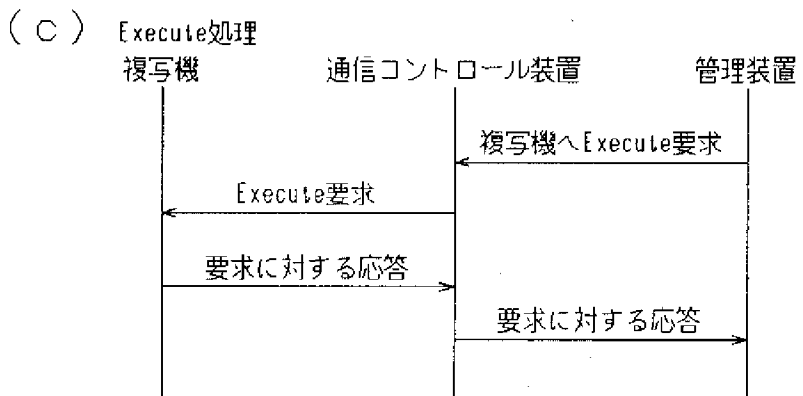 (c) Execute処理
複写機 通信コントロール装置 管理装置
複写機へExecute要求
Execute要求
要求に対する応答
要求に対する応答